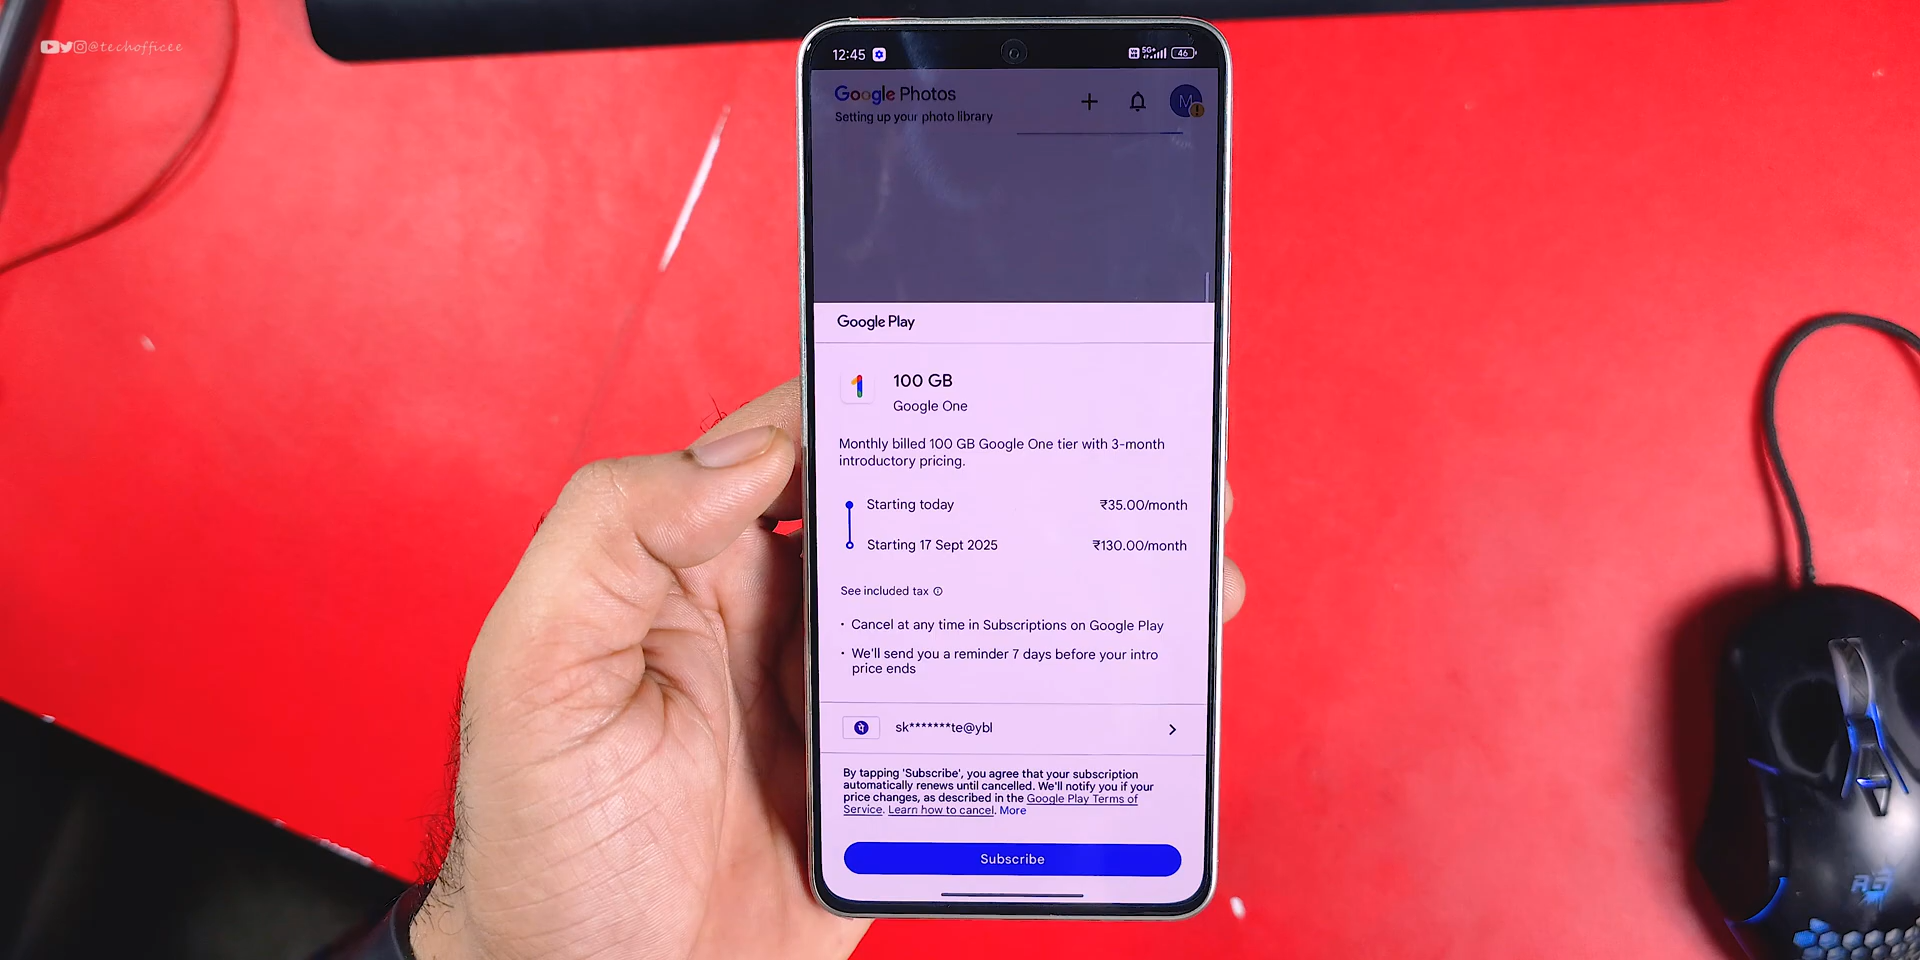 @techofficee
12:45
5G+
46
Google Photos
Setting up your photo library
M
Google Play
100 GB
Google One
Monthly billed 100 GB Google One tier with 3-month
introductory pricing.
Starting today ₹35.00/month
Starting 17 Sept 2025 ₹130.00/month
See included tax
• Cancel at any time in Subscriptions on Google Play
• We'll send you a reminder 7 days before your intro
price ends
पे sk*******te@ybl
By tapping 'Subscribe', you agree that your subscription
automatically renews until cancelled. We'll notify you if your
price changes, as described in the Google Play Terms of
Service. Learn how to cancel. More
Subscribe